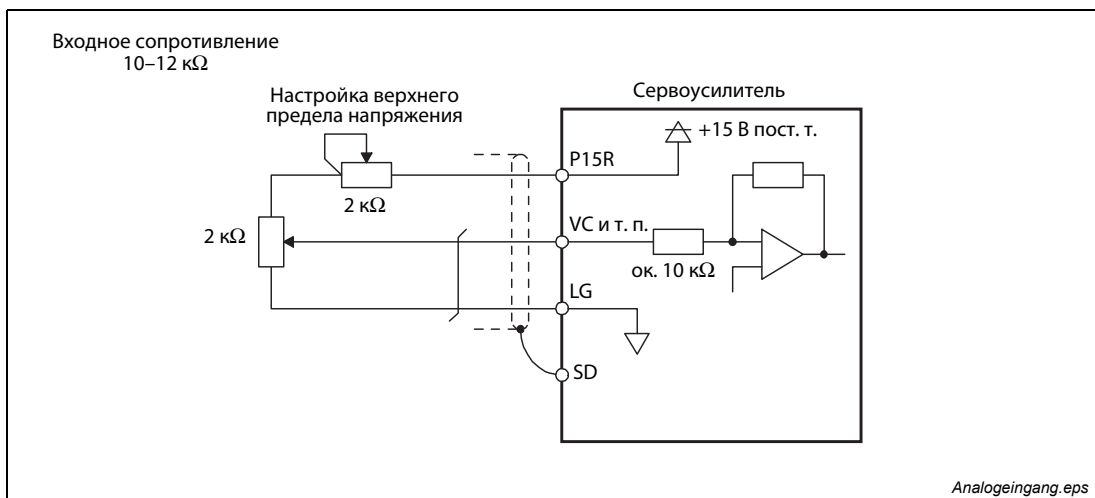 Входное сопротивление
10–12 кΩ
Настройка верхнего
предела напряжения
Сервоусилитель
+15 В пост. т.
P15R
2 кΩ
VC и т. п.
2 кΩ
ок. 10 кΩ
LG
SD
Analogeingang.eps